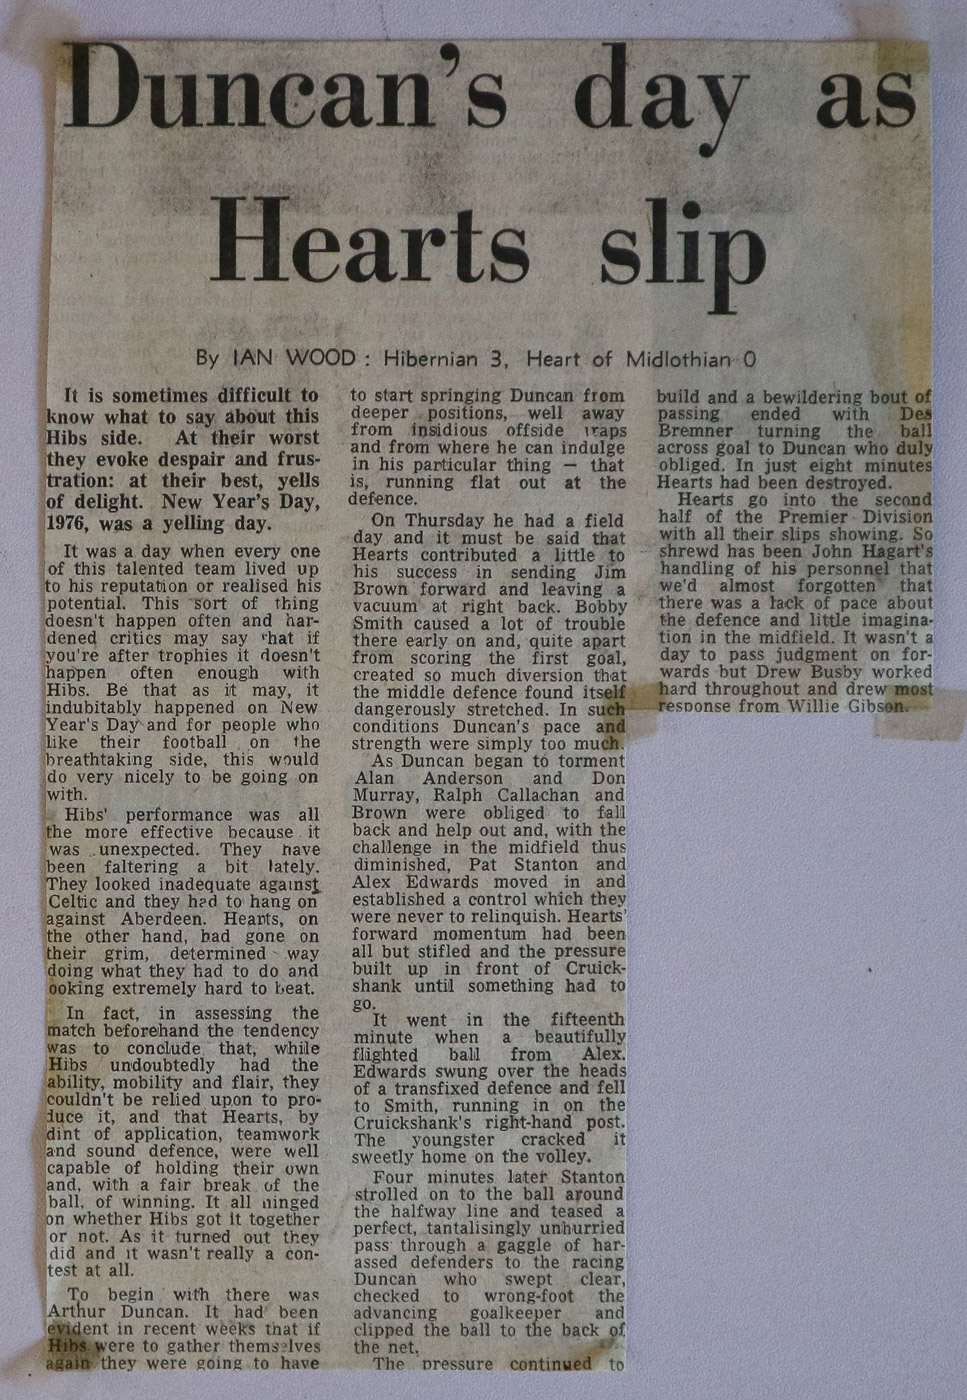 Duncan's day as
Hearts slip
By IAN WOOD : Hibernian 3, Heart of Midlothian 0
It is sometimes difficult to
know what to say about this
Hibs side. At their worst
they evoke despair and frus-
tration: at their best, yells
of delight. New Year's Day,
1976, was a yelling day.
It was a day when every one
of this talented team lived up
to his reputation or realised his
potential. This sort of thing
doesn't happen often and har-
dened critics may say that if
you're after trophies it doesn't
happen often enough with
Hibs. Be that as it may, it
indubitably happened on New
Year's Day and for people who
like their football on the
breathtaking side, this would
do very nicely to be going on
with.
Hibs' performance was all
the more effective because it
was unexpected. They have
been faltering a bit lately.
They looked inadequate against
Celtic and they had to hang on
against Aberdeen. Hearts, on
the other hand, had gone on
their grim, determined way
doing what they had to do and
ooking extremely hard to beat.
In fact, in assessing the
match beforehand the tendency
was to conclude that, while
Hibs undoubtedly had the
ability, mobility and flair, they
couldn't be relied upon to pro-
duce it, and that Hearts, by
dint of application, teamwork
and sound defence, were well
capable of holding their own
and, with a fair break of the
ball, of winning. It all hinged
on whether Hibs got it together
or not. As it turned out they
did and it wasn't really a con-
test at all.
To begin with there was
Arthur Duncan. It had been
evident in recent weeks that if
Hibs were to gather themselves
again they were going to have
to start springing Duncan from
deeper positions, well away
from insidious offside traps
and from where he can indulge
in his particular thing — that
is, running flat out at the
defence.
On Thursday he had a field
day and it must be said that
Hearts contributed a little to
his success in sending Jim
Brown forward and leaving a
vacuum at right back. Bobby
Smith caused a lot of trouble
there early on and, quite apart
from scoring the first goal,
created so much diversion that
the middle defence found itself
dangerously stretched. In such
conditions Duncan's pace and
strength were simply too much.
As Duncan began to torment
Alan Anderson and Don
Murray, Ralph Callachan and
Brown were obliged to fall
back and help out and, with the
challenge in the midfield thus
diminished, Pat Stanton and
Alex Edwards moved in and
established a control which they
were never to relinquish. Hearts'
forward momentum had been
all but stifled and the pressure
built up in front of Cruick-
shank until something had to
go.
It went in the fifteenth
minute when a beautifully
flighted ball from Alex.
Edwards swung over the heads
of a transfixed defence and fell
to Smith, running in on the
Cruickshank's right-hand post.
The youngster cracked it
sweetly home on the volley.
Four minutes later Stanton
strolled on to the ball around
the halfway line and teased a
perfect, tantalisingly unhurried
pass through a gaggle of har-
assed defenders to the racing
Duncan who swept clear,
checked to wrong-foot the
advancing goalkeeper and
clipped the ball to the back of
the net.
The pressure continued to
build and a bewildering bout of
passing ended with Des
Bremner turning the ball
across goal to Duncan who duly
obliged. In just eight minutes
Hearts had been destroyed.
Hearts go into the second
half of the Premier Division
with all their slips showing. So
shrewd has been John Hagart's
handling of his personnel that
we'd almost forgotten that
there was a lack of pace about
the defence and little imagina-
tion in the midfield. It wasn't a
day to pass judgment on for-
wards but Drew Busby worked
hard throughout and drew most
response from Willie Gibson.